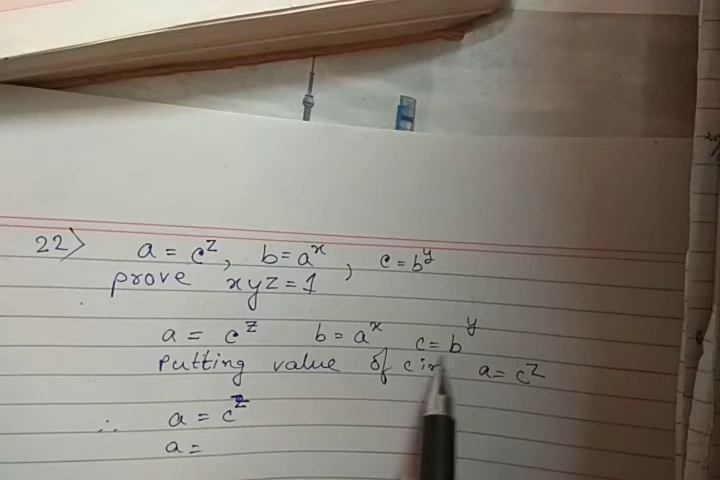 22> a = c^z, b = a^x, c = b^y
prove xyz = 1
a = c^z b = a^x c = b^y
Putting value of c in a = c^z
∴ a = c^z
a =